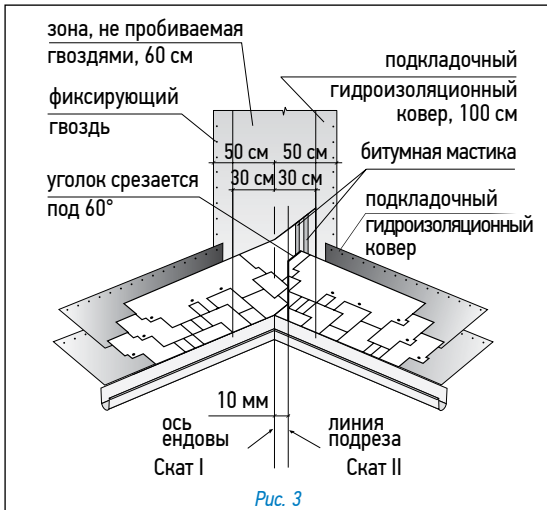 зона, не пробиваемая
гвоздями, 60 см
подкладочный
гидроизоляционный
ковер, 100 см
фиксирующий
гвоздь
50 см 50 см
битумная мастика
уголок срезается
под 60°
30 см 30 см
подкладочный
гидроизоляционный
ковер
10 мм
ось
ендовы
линия
подреза
Скат I
Скат II
Рис. 3